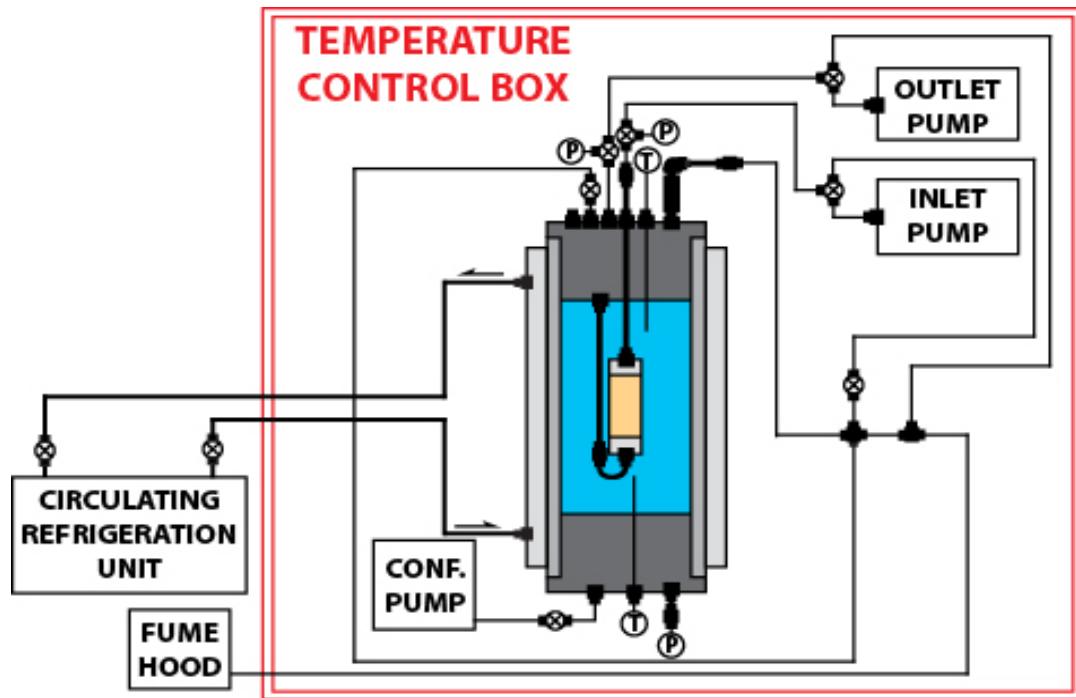 TEMPERATURE
CONTROL BOX
OUTLET
PUMP
P
P
T
INLET
PUMP
CIRCULATING
REFRIGERATION
UNIT
CONF.
PUMP
FUME
HOOD
T
P